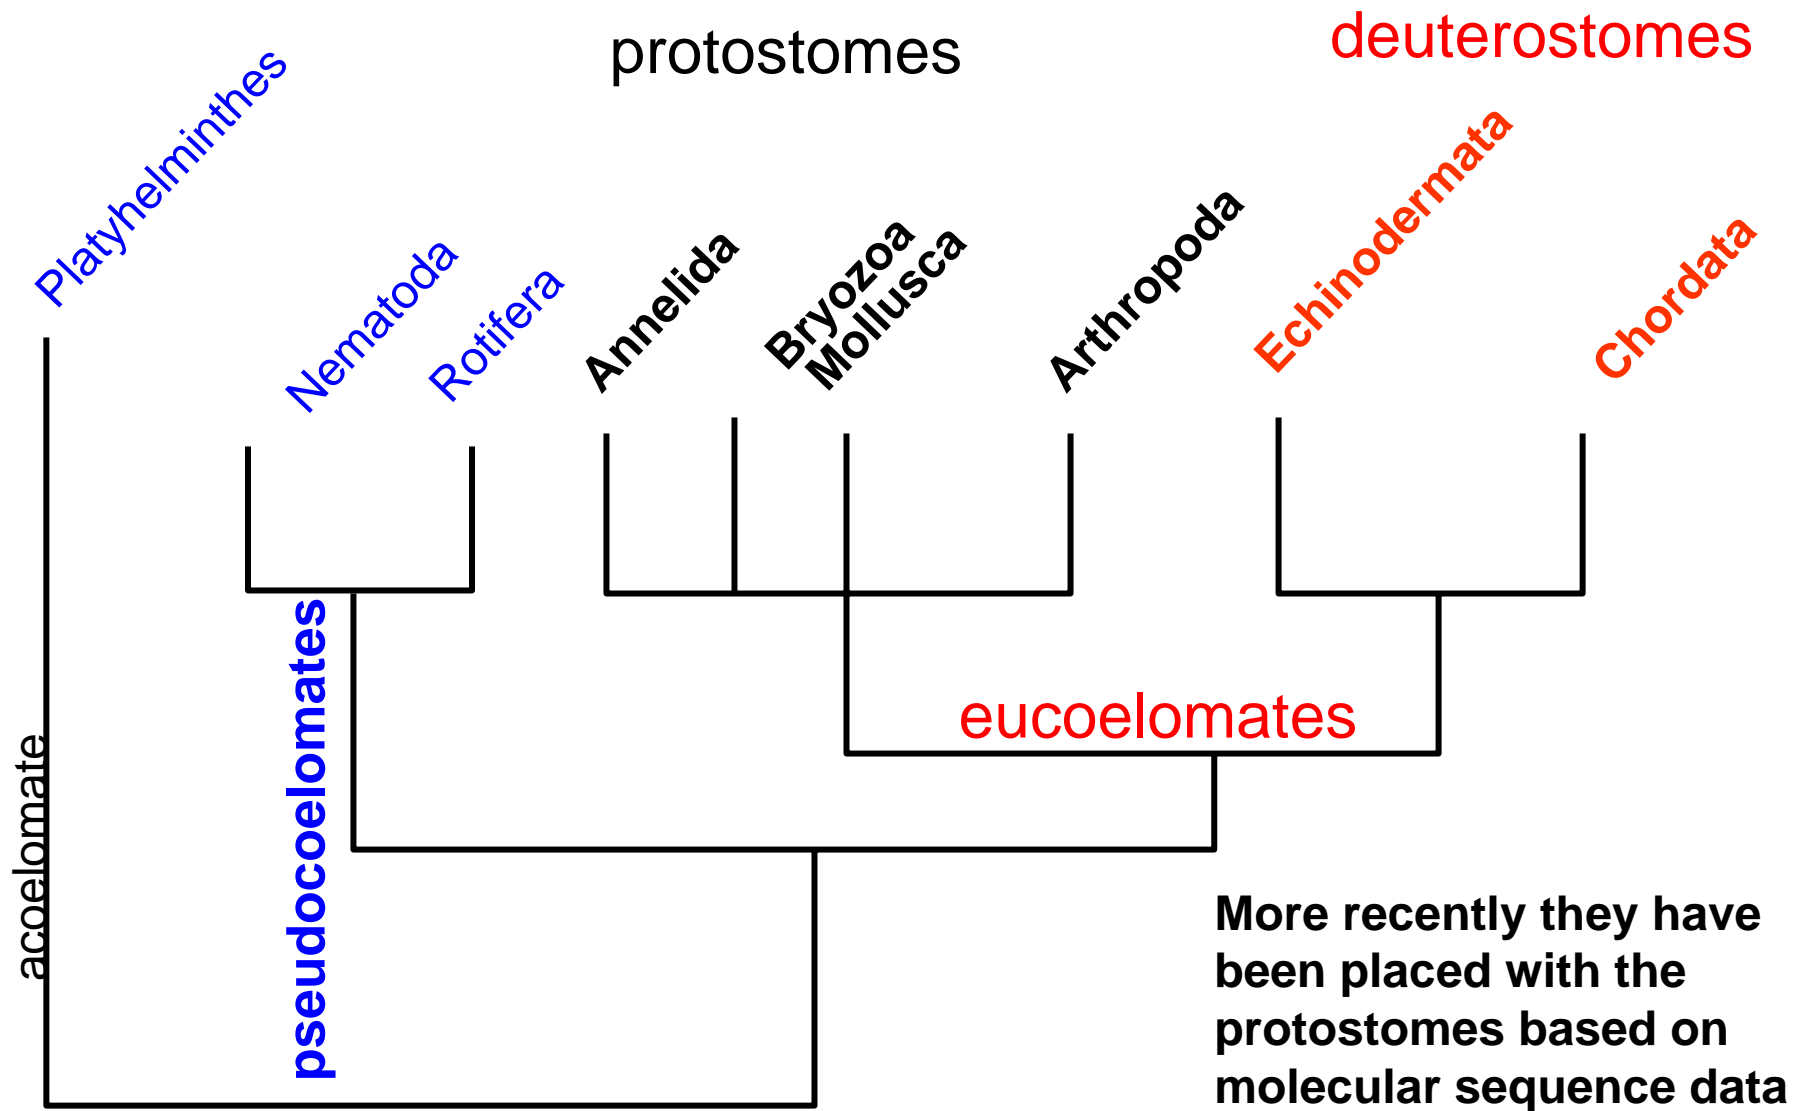 protostomes
deuterostomes
Platyhelminthes
Nematoda
Rotifera
Annelida
Bryozoa
Mollusca
Arthropoda
Echinodermata
Chordata
acoelomate
pseudocoelomates
eucoelomates
More recently they have
been placed with the
protostomes based on
molecular sequence data